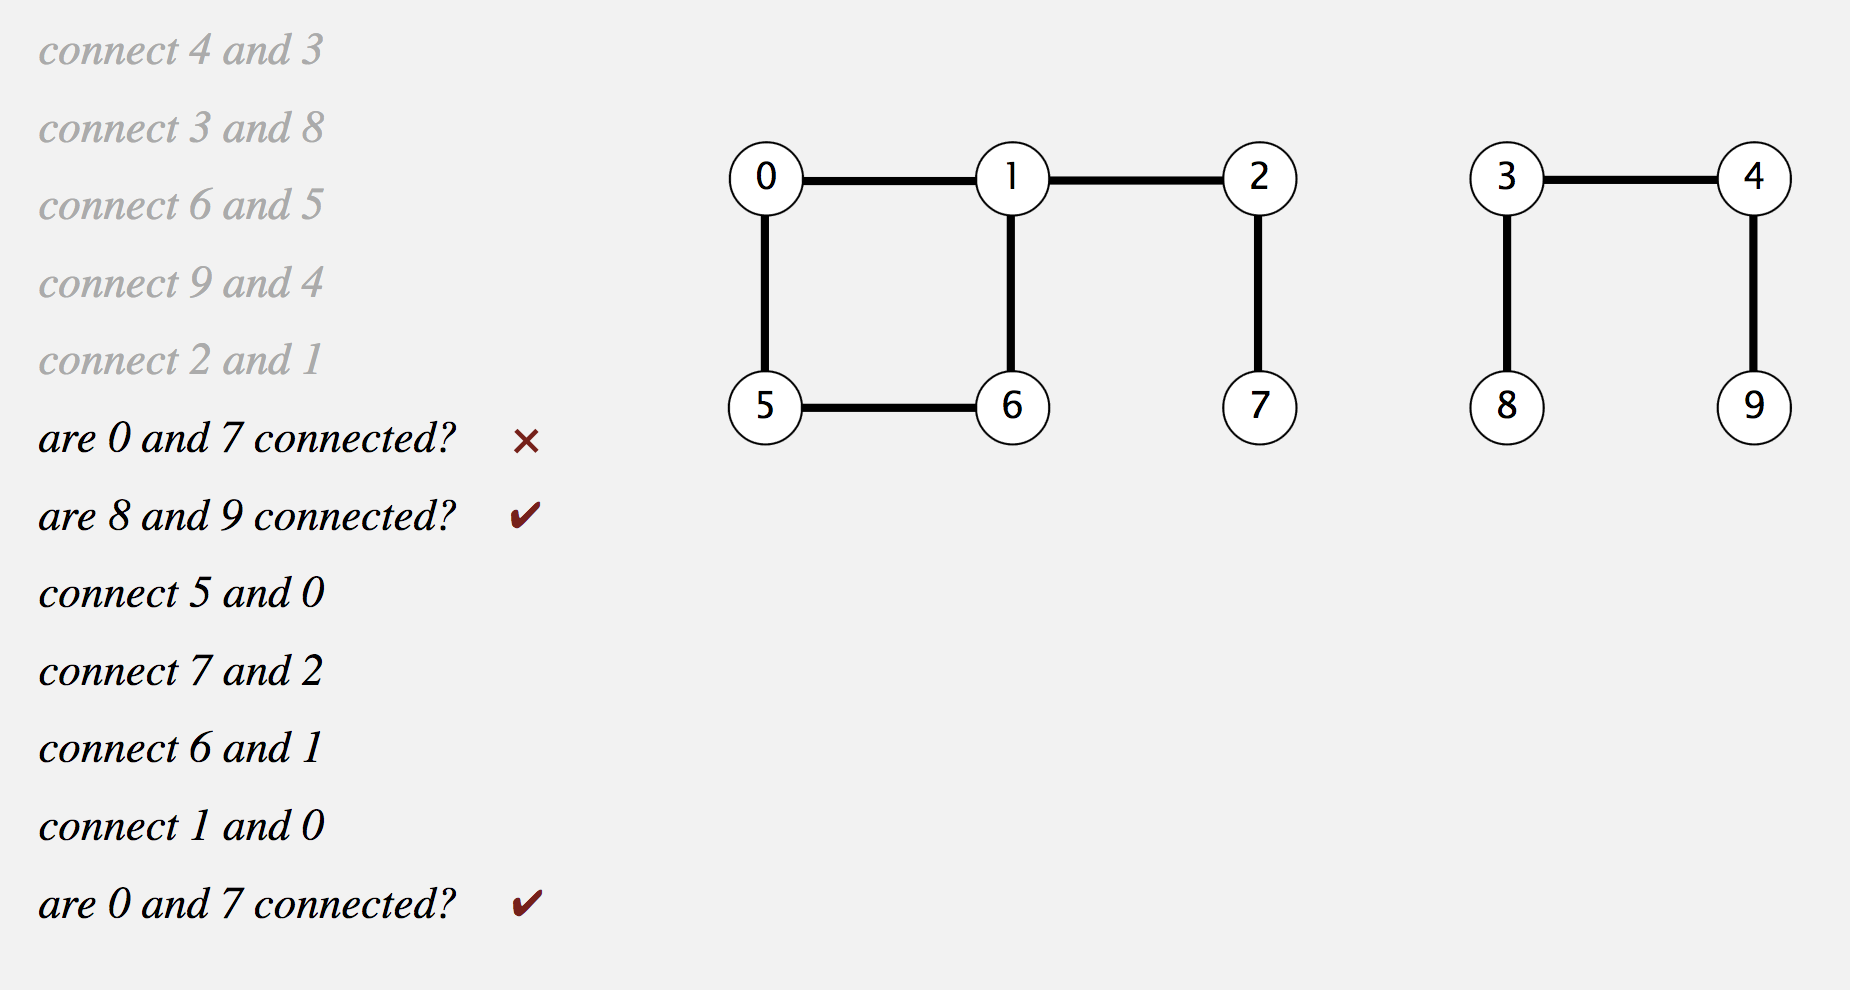 connect 4 and 3
connect 3 and 8
connect 6 and 5
connect 9 and 4
connect 2 and 1
are 0 and 7 connected? ✕
are 8 and 9 connected? ✔
connect 5 and 0
connect 7 and 2
connect 6 and 1
connect 1 and 0
are 0 and 7 connected? ✔
0 1 2 3 4
5 6 7 8 9